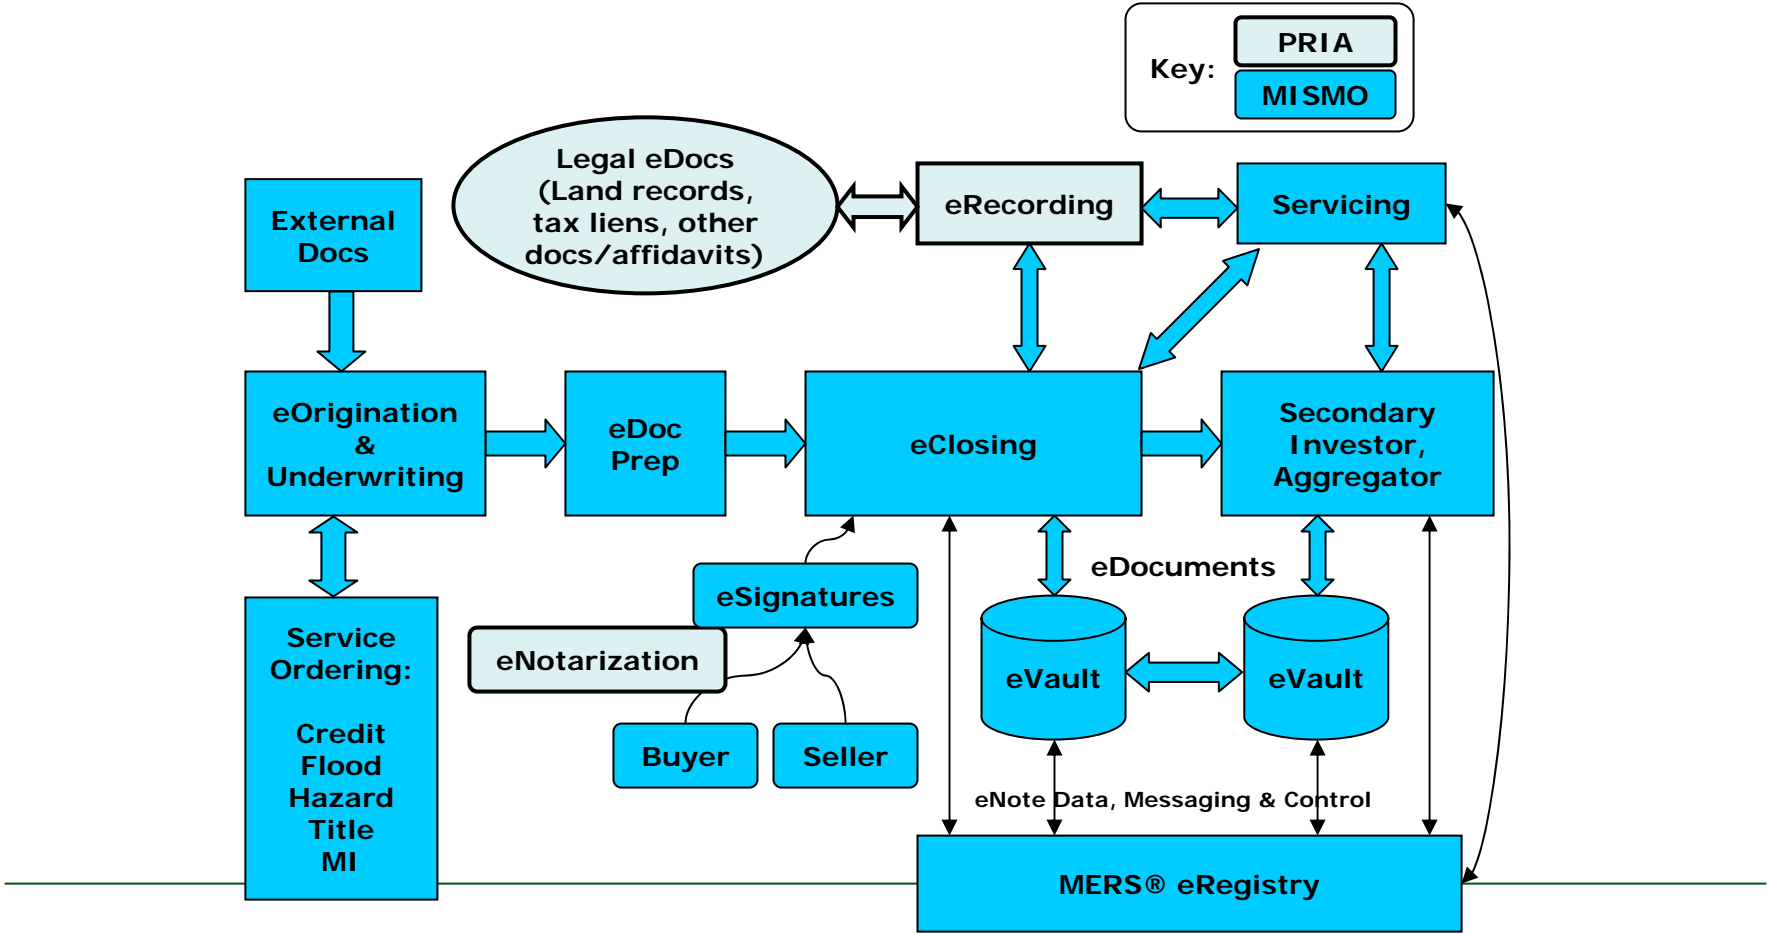 Key:
PRIA
MISMO
Legal eDocs
(Land records,
tax liens, other
docs/affidavits)
eRecording
Servicing
External
Docs
eOrigination
&
Underwriting
eDoc
Prep
eClosing
Secondary
Investor,
Aggregator
eDocuments
eSignatures
eNotarization
Buyer
Seller
eVault
eVault
Service
Ordering:
Credit
Flood
Hazard
Title
MI
eNote Data, Messaging & Control
MERS® eRegistry